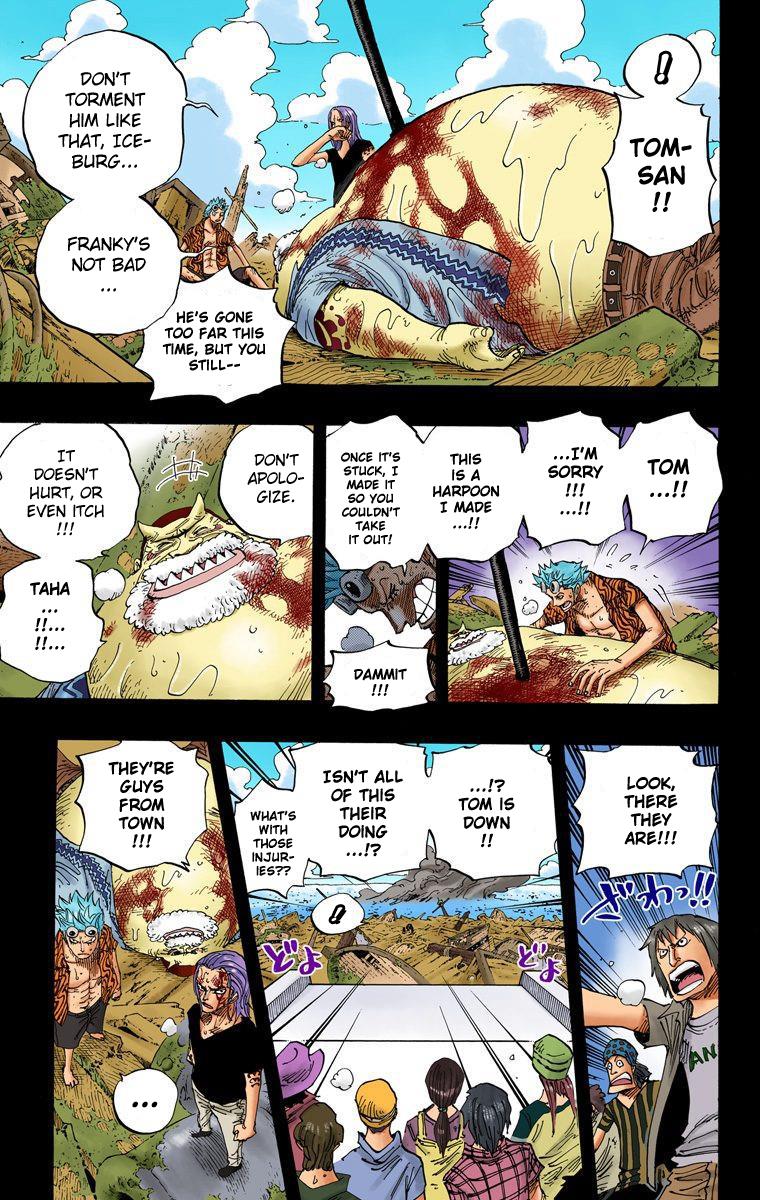 !
TOM-
SAN
!!
DON'T
TORMENT
HIM LIKE
THAT, ICE-
BURG...
FRANKY'S
NOT BAD
...
HE'S GONE
TOO FAR THIS
TIME, BUT YOU
STILL--
TOM
...!!
...I'M
SORRY
!!!
...!!
THIS
IS A
HARPOON
I MADE
...!!
ONCE IT'S
STUCK, I
MADE IT
SO YOU
COULDN'T
TAKE
IT OUT!
DAMMIT
!!!
DON'T
APOLO-
GIZE.
IT
DOESN'T
HURT, OR
EVEN ITCH
!!!
TAHA
...
!!...
!!...
LOOK,
THERE
THEY
ARE!!!
ざわっ!!
AN
...!?
TOM IS
DOWN
!!
ISN'T ALL
OF THIS
THEIR
DOING
...!?
WHAT'S
WITH
THOSE
INJUR-
IES??
!
どよ
どよ
THEY'RE
GUYS
FROM
TOWN
!!!
...